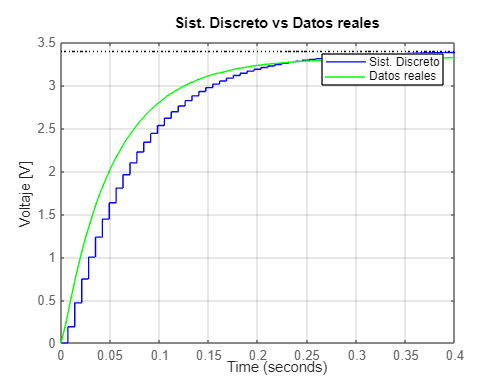 Sist. Discreto vs Datos reales
3.5
3
2.5
2
1.5
1
0.5
0
Voltaje [V]
Sist. Discreto
Datos reales
0 0.05 0.1 0.15 0.2 0.25 0.3 0.35 0.4
Time (seconds)